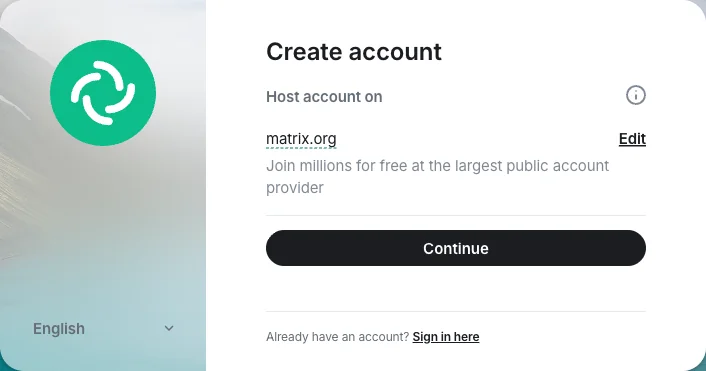 Create account
Host account on
matrix.org
Edit
Join millions for free at the largest public account
provider
Continue
English
Already have an account? Sign in here